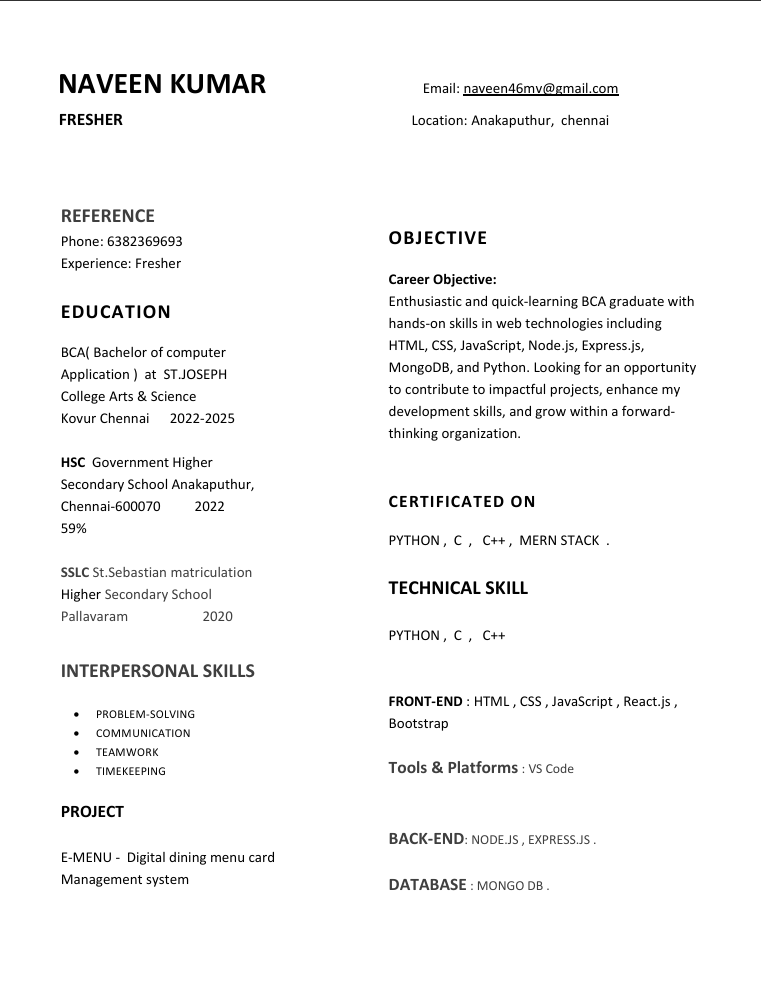 NAVEEN KUMAR
Email: naveen46mv@gmail.com
FRESHER
Location: Anakaputhur,  chennai
REFERENCE
Phone: 6382369693
Experience: Fresher
EDUCATION
BCA( Bachelor of computer
Application )  at  ST.JOSEPH
College Arts & Science
Kovur Chennai     2022-2025
HSC  Government Higher
Secondary School Anakaputhur,
Chennai-600070        2022
59%
SSLC St.Sebastian matriculation
Higher Secondary School
Pallavaram                  2020
INTERPERSONAL SKILLS
• PROBLEM-SOLVING
• COMMUNICATION
• TEAMWORK
• TIMEKEEPING
PROJECT
E-MENU -  Digital dining menu card
Management system
OBJECTIVE
Career Objective:
Enthusiastic and quick-learning BCA graduate with
hands-on skills in web technologies including
HTML, CSS, JavaScript, Node.js, Express.js,
MongoDB, and Python. Looking for an opportunity
to contribute to impactful projects, enhance my
development skills, and grow within a forward-
thinking organization.
CERTIFICATED ON
PYTHON ,  C  ,   C++ ,  MERN STACK  .
TECHNICAL SKILL
PYTHON ,  C  ,   C++
FRONT-END : HTML , CSS , JavaScript , React.js ,
Bootstrap
Tools & Platforms : VS Code
BACK-END: NODE.JS , EXPRESS.JS .
DATABASE : MONGO DB .